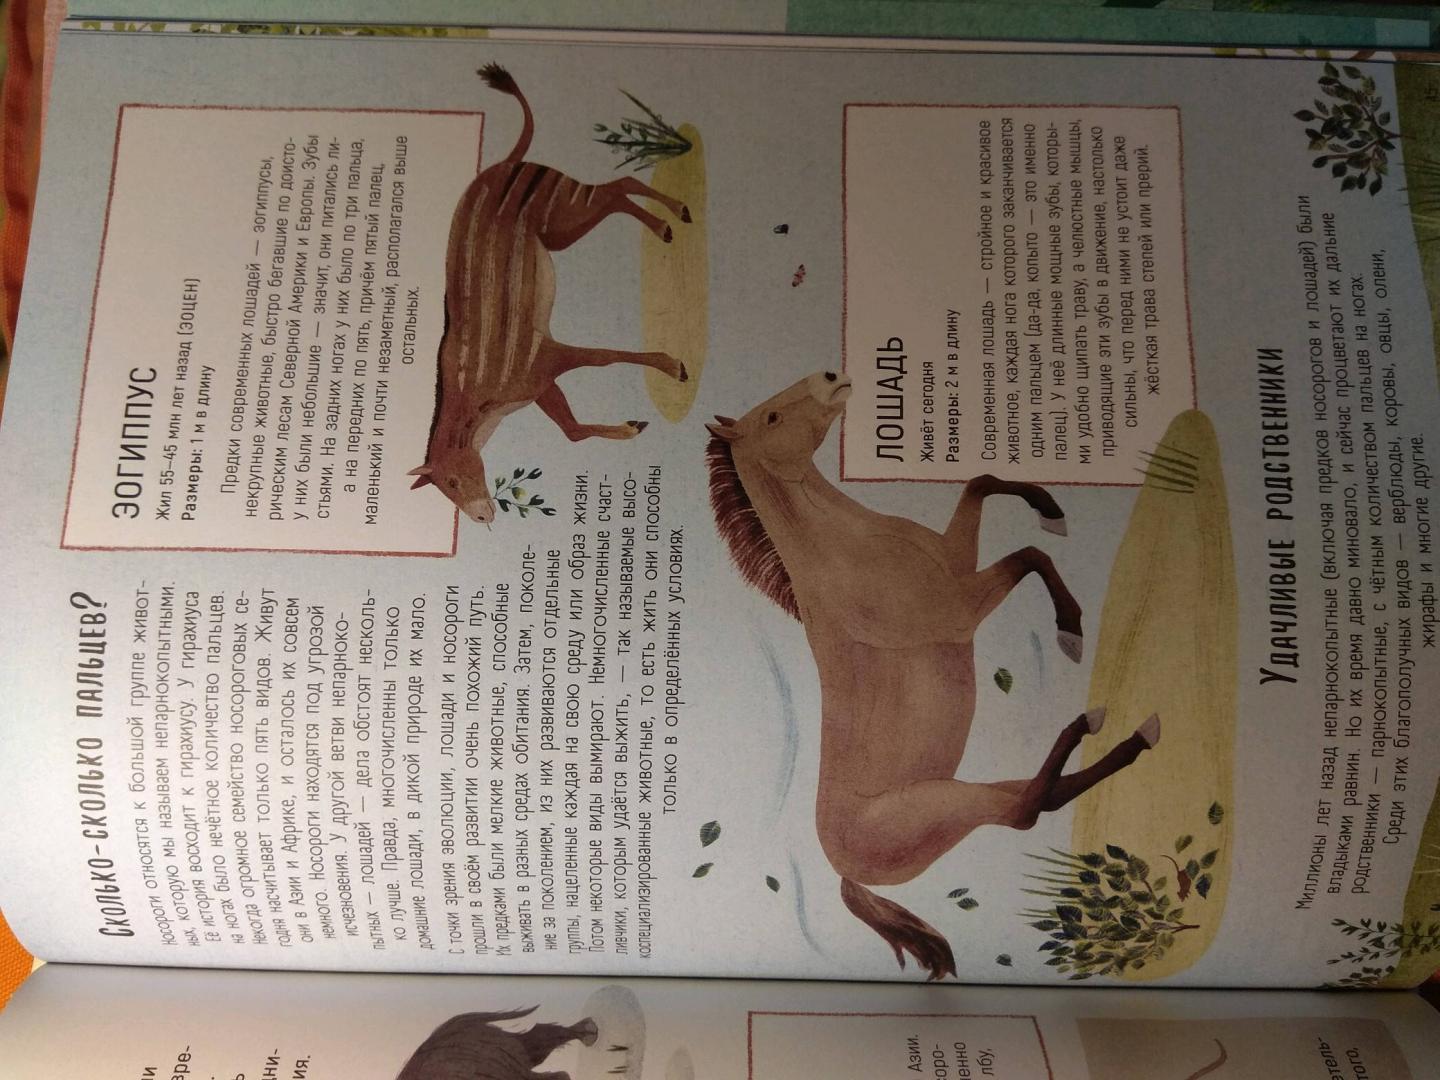 Сколько-сколько пальцев?
Носороги относятся к большой группе живот-
ных, которую мы называем непарнокопытными.
Её история восходит к гирахиусу. У гирахиуса
на ногах было нечётное количество пальцев.
Некогда огромное семейство носороговых се-
годня насчитывает только пять видов. Живут
они в Азии и Африке, и осталось их совсем
немного. Носороги находятся под угрозой
исчезновения. У другой ветви непарноко-
пытных — лошадей — дела обстоят несколь-
ко лучше. Правда, многочисленны только
домашние лошади, в дикой природе их мало.
С точки зрения эволюции, лошади и носороги
прошли в своём развитии очень похожий путь.
Их предками были мелкие животные, способные
выживать в разных средах обитания. Затем, поколе-
ние за поколением, из них развиваются отдельные
группы, нацеленные каждая на свою среду или образ жизни.
Потом некоторые виды вымирают. Немногочисленные счаст-
ливчики, которым удаётся выжить, — так называемые высо-
коспециализированные животные, то есть жить они способны
только в определённых условиях.
ЭОГИППУС
Жил 55–45 млн лет назад (эоцен)
Размеры: 1 м в длину
Предки современных лошадей — эогиппусы,
некрупные животные, быстро бегавшие по доисто-
рическим лесам Северной Америки и Европы. Зубы
у них были небольшие — значит, они питались ли-
стьями. На задних ногах у них было по три пальца,
а на передних по пять, причём пятый палец,
маленький и почти незаметный, располагался выше
остальных.
ЛОШАДЬ
Живёт сегодня
Размеры: 2 м в длину
Современная лошадь — стройное и красивое
животное, каждая нога которого заканчивается
одним пальцем (да-да, копыто — это именно
палец). У неё длинные мощные зубы, которы-
ми удобно щипать траву, а челюстные мышцы,
приводящие эти зубы в движение, настолько
сильны, что перед ними не устоит даже
жёсткая трава степей или прерий.
Удачливые родственники
Миллионы лет назад непарнокопытные (включая предков носорогов и лошадей) были
владыками равнин. Но их время давно миновало, и сейчас процветают их дальние
родственники — парнокопытные, с чётным количеством пальцев на ногах.
Среди этих благополучных видов — верблюды, коровы, овцы, олени,
жирафы и многие другие.
15
вре-
дни-
ия.
Азии.
соро-
менно
лбу,
етель-
того,